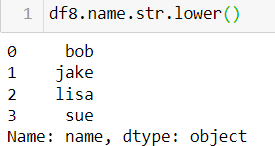 1 df8.name.str.lower()
0 bob
1 jake
2 lisa
3 sue
Name: name, dtype: object